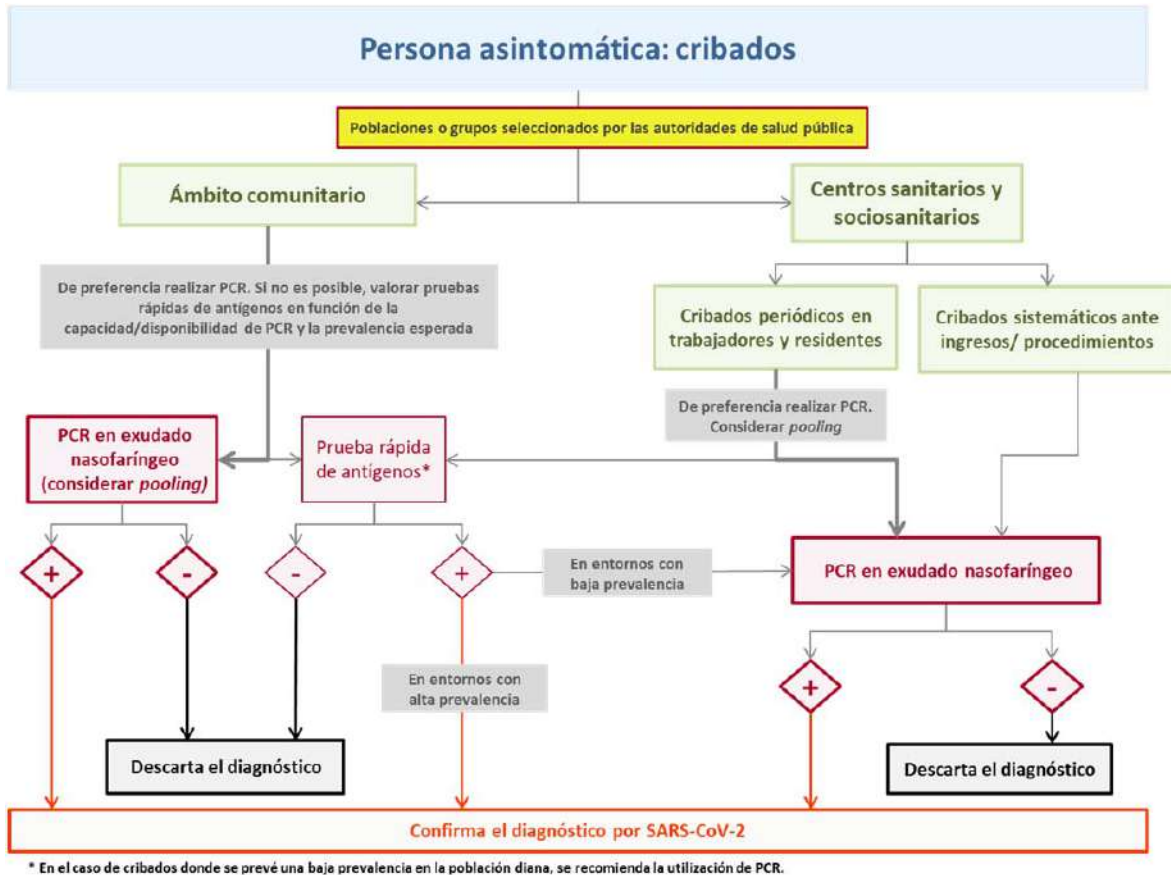 Persona asintomática: cribados
Poblaciones o grupos seleccionados por las autoridades de salud pública
Ámbito comunitario
Centros sanitarios y
sociosanitarios
De preferencia realizar PCR. Si no es posible, valorar pruebas
rápidas de antígenos en función de la
capacidad/disponibilidad de PCR y la prevalencia esperada
Cribados periódicos en
trabajadores y residentes
Cribados sistemáticos ante
ingresos/ procedimientos
De preferencia realizar PCR.
Considerar pooling
PCR en exudado
nasofaríngeo
(considerar pooling)
Prueba rápida
de antígenos*
+
-
-
+
En entornos con
baja prevalencia
PCR en exudado nasofaríngeo
En entornos con
alta prevalencia
+
-
Descarta el diagnóstico
Descarta el diagnóstico
Confirma el diagnóstico por SARS-CoV-2
* En el caso de cribados donde se prevé una baja prevalencia en la población diana, se recomienda la utilización de PCR.